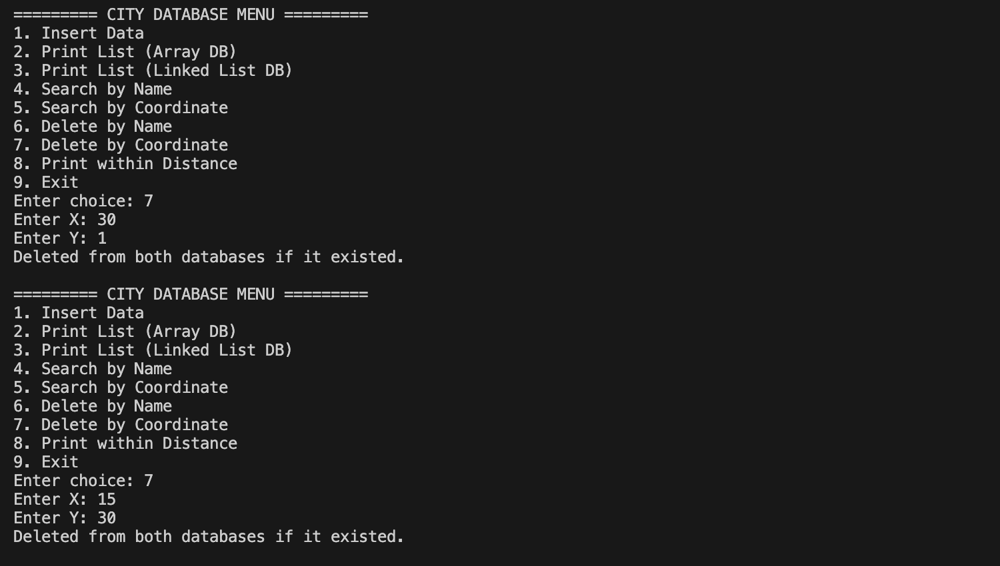 ========= CITY DATABASE MENU =========
1. Insert Data
2. Print List (Array DB)
3. Print List (Linked List DB)
4. Search by Name
5. Search by Coordinate
6. Delete by Name
7. Delete by Coordinate
8. Print within Distance
9. Exit
Enter choice: 7
Enter X: 30
Enter Y: 1
Deleted from both databases if it existed.

========= CITY DATABASE MENU =========
1. Insert Data
2. Print List (Array DB)
3. Print List (Linked List DB)
4. Search by Name
5. Search by Coordinate
6. Delete by Name
7. Delete by Coordinate
8. Print within Distance
9. Exit
Enter choice: 7
Enter X: 15
Enter Y: 30
Deleted from both databases if it existed.